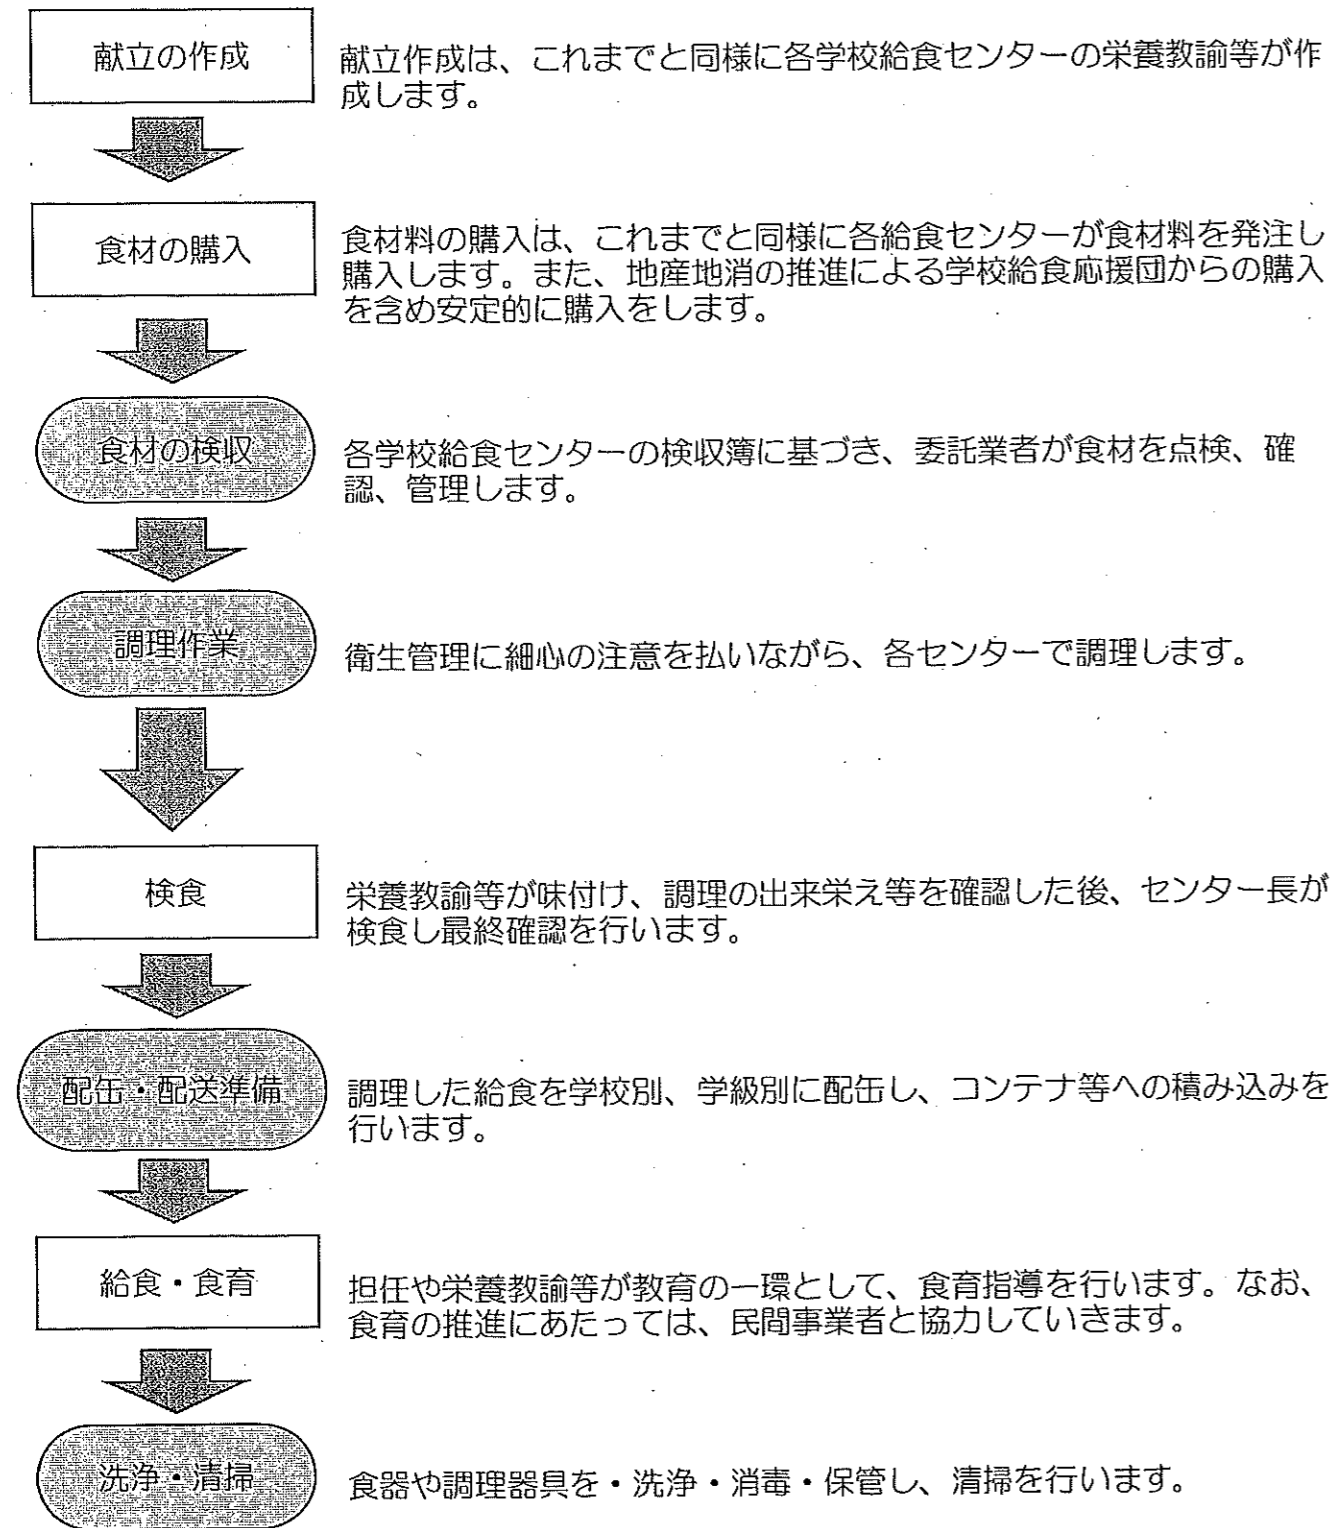 献立の作成
献立作成は、これまでと同様に各学校給食センターの栄養教諭等が作
成します。
食材の購入
食材料の購入は、これまでと同様に各給食センターが食材料を発注し
購入します。また、地産地消の推進による学校給食応援団からの購入
を含め安定的に購入をします。
食材の検収
各学校給食センターの検収簿に基づき、委託業者が食材を点検、確
認、管理します。
調理作業
衛生管理に細心の注意を払いながら、各センターで調理します。
検食
栄養教諭等が味付け、調理の出来栄え等を確認した後、センター長が
検食し最終確認を行います。
配缶・配送準備
調理した給食を学校別、学級別に配缶し、コンテナ等への積み込みを
行います。
給食・食育
担任や栄養教諭等が教育の一環として、食育指導を行います。なお、
食育の推進にあたっては、民間事業者と協力していきます。
洗浄・清掃
食器や調理器具を・洗浄・消毒・保管し、清掃を行います。